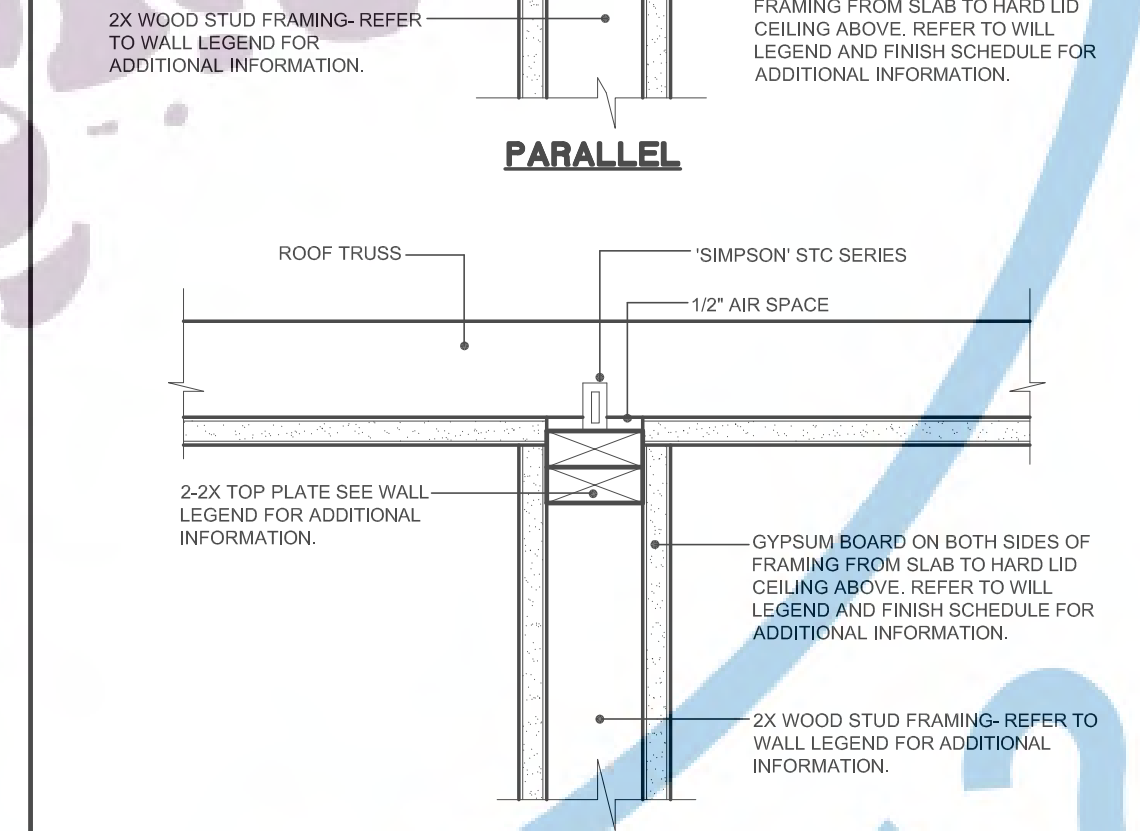 2X WOOD STUD FRAMING- REFER
TO WALL LEGEND FOR
ADDITIONAL INFORMATION.
FRAMING FROM SLAB TO HARD LID
CEILING ABOVE. REFER TO WILL
LEGEND AND FINISH SCHEDULE FOR
ADDITIONAL INFORMATION.
PARALLEL
ROOF TRUSS
'SIMPSON' STC SERIES
1/2" AIR SPACE
2-2X TOP PLATE SEE WALL
LEGEND FOR ADDITIONAL
INFORMATION.
GYPSUM BOARD ON BOTH SIDES OF
FRAMING FROM SLAB TO HARD LID
CEILING ABOVE. REFER TO WILL
LEGEND AND FINISH SCHEDULE FOR
ADDITIONAL INFORMATION.
2X WOOD STUD FRAMING- REFER TO
WALL LEGEND FOR ADDITIONAL
INFORMATION.